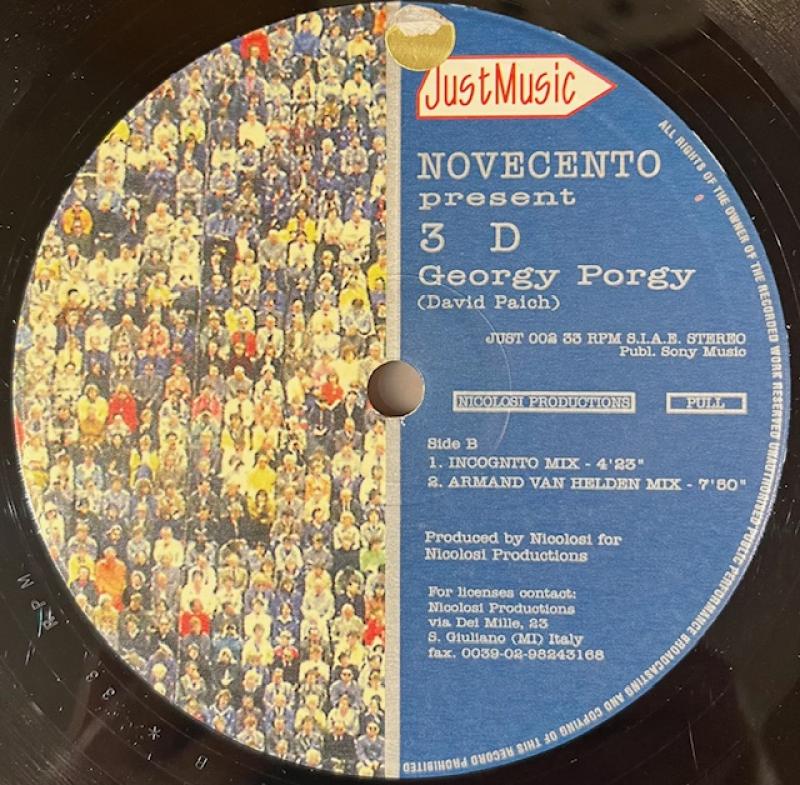 JustMusic
NOVECENTO
present
3 D
Georgy Porgy
(David Paich)
JUST 002 33 RPM S.I.A.E. STEREO
Publ. Sony Music
NICOLOSI PRODUCTIONS
PULL
Side B
1. INCOGNITO MIX - 4'23"
2. ARMAND VAN HELDEN MIX - 7'50"
Produced by Nicolosi for
Nicolosi Productions
For licenses contact:
Nicolosi Productions
via Dei Mille, 23
S. Giuliano (MI) Italy
fax. 0039-02-98243168
ALL RIGHTS OF THE OWNER OF THE RECORDED WORK RESERVED UNAUTHORISED PUBLIC PERFORMANCE BROADCASTING AND COPYING OF THIS RECORD PROHIBITED
B * 33 RPM